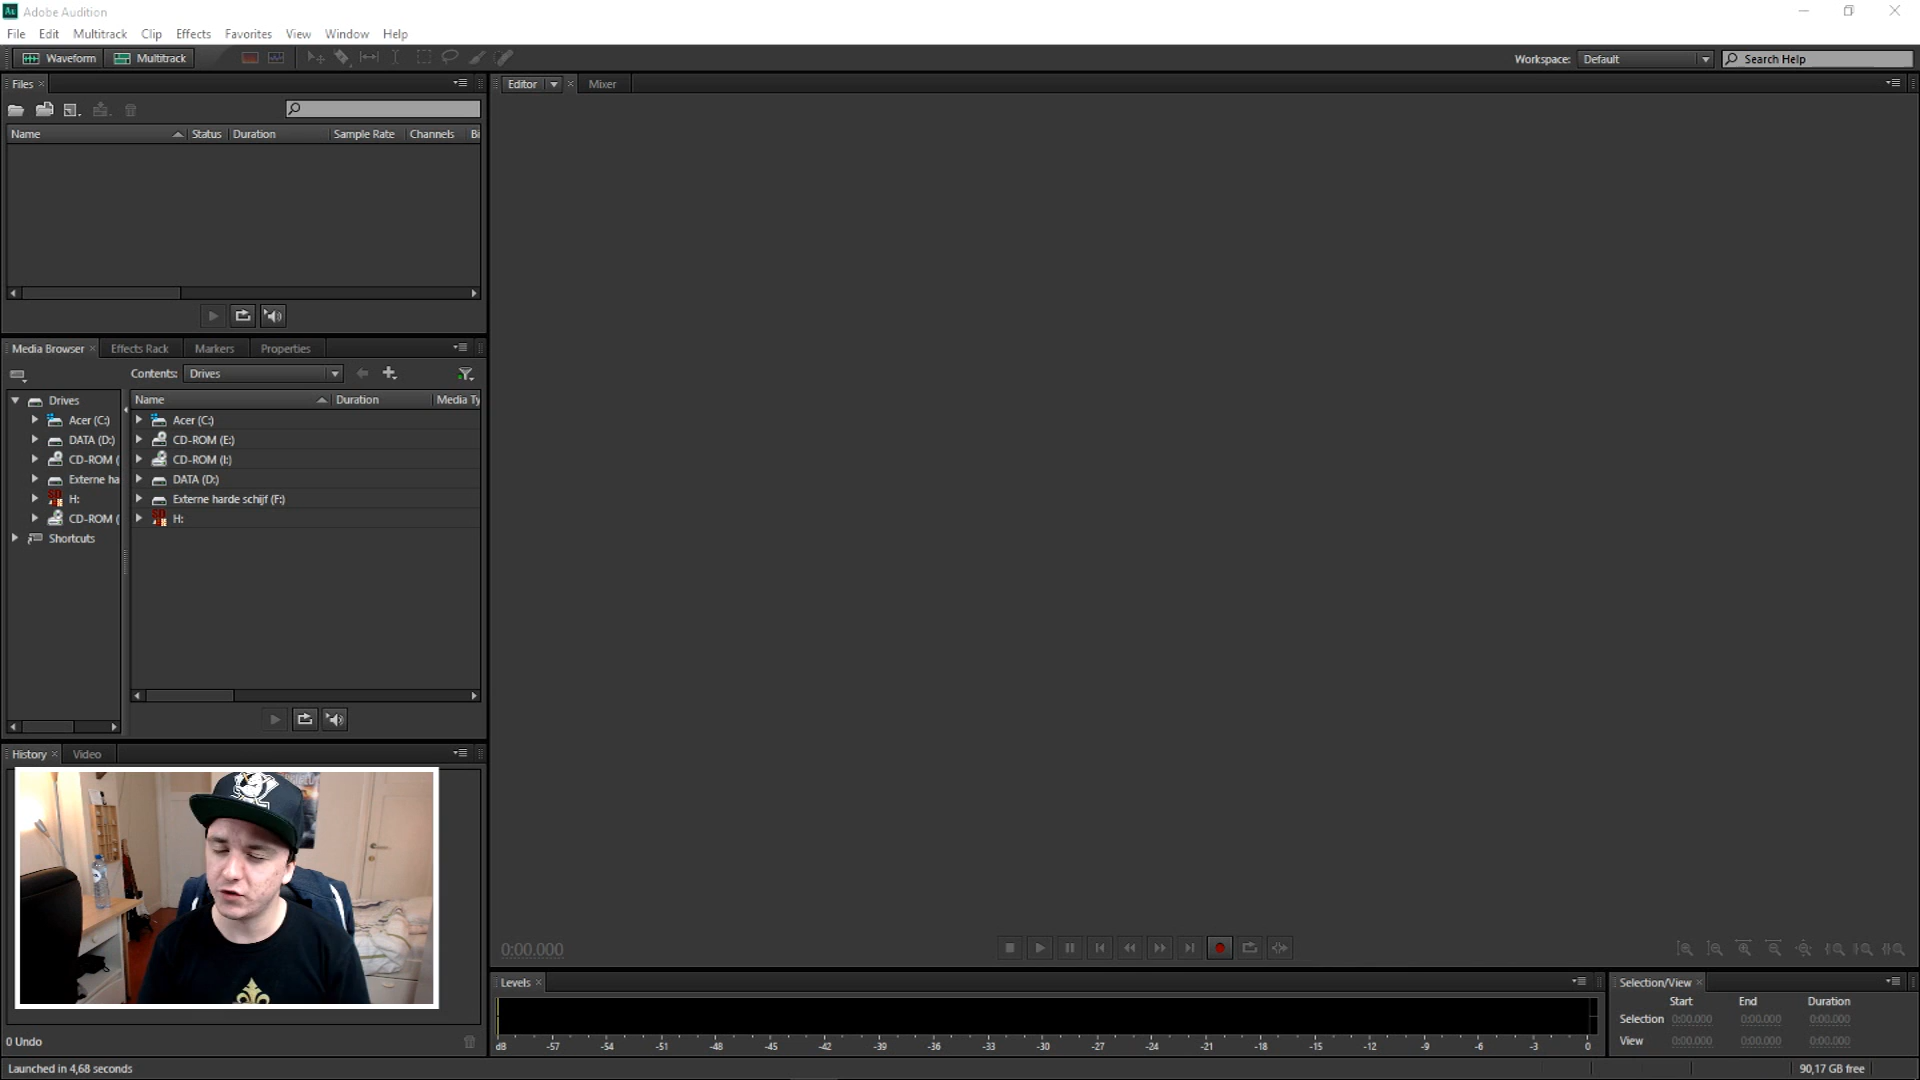 Adobe Audition
File Edit Multitrack Clip Effects Favorites View Window Help
Waveform Multitrack Workspace: Default Search Help
Files
Name Status Duration Sample Rate Channels Bi
Editor Mixer
Media Browser Effects Rack Markers Properties
Contents: Drives
Drives
Acer (C:)
DATA (D:)
CD-ROM (
Externe ha
H:
CD-ROM (
Shortcuts
Name Duration Media Ty
Acer (C:)
CD-ROM (E:)
CD-ROM (I:)
DATA (D:)
Externe harde schijf (F:)
H:
History Video
0 Undo
Launched in 4,68 seconds
0:00.000
Levels
dB -57 -54 -51 -48 -45 -42 -39 -36 -33 -30 -27 -24 -21 -18 -15 -12 -9 -6 -3 0
Selection/View
Start End Duration
Selection 0:00.000 0:00.000 0:00.000
View 0:00.000 0:00.000 0:00.000
90,17 GB free